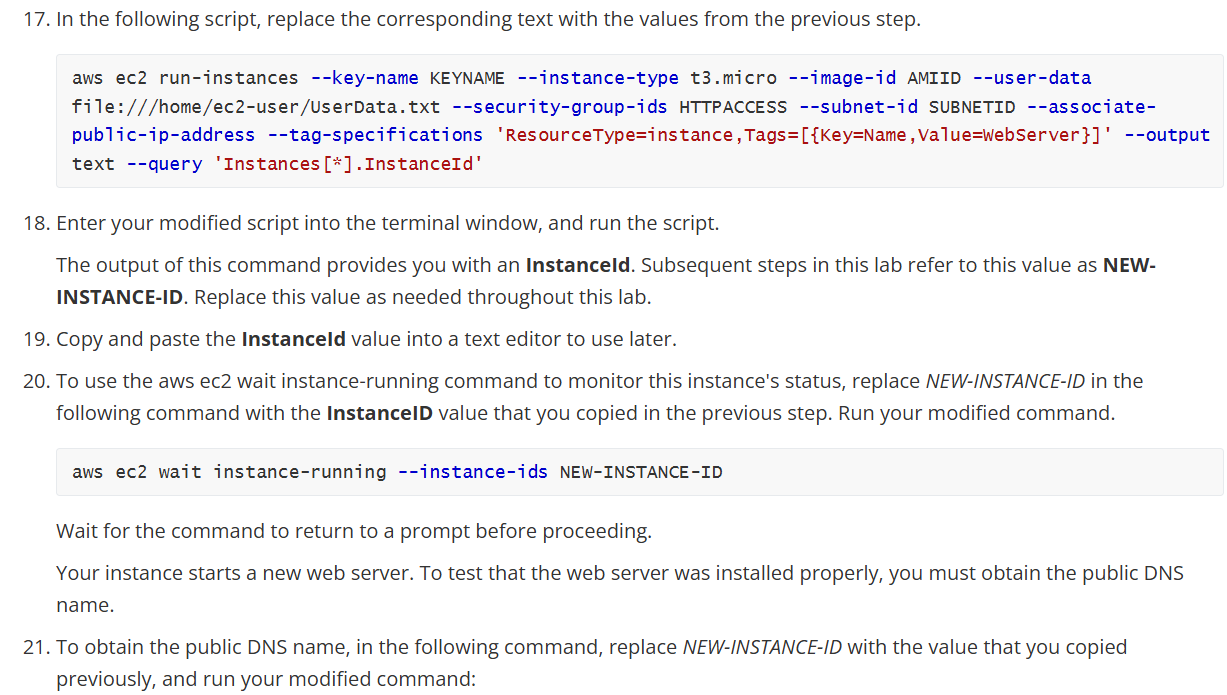 17. In the following script, replace the corresponding text with the values from the previous step.
aws ec2 run-instances --key-name KEYNAME --instance-type t3.micro --image-id AMIID --user-data
file:///home/ec2-user/UserData.txt --security-group-ids HTTPACCESS --subnet-id SUBNETID --associate-
public-ip-address --tag-specifications 'ResourceType=instance,Tags=[{Key=Name,Value=WebServer}]' --output
text --query 'Instances[*].InstanceId'
18. Enter your modified script into the terminal window, and run the script.
The output of this command provides you with an InstanceId. Subsequent steps in this lab refer to this value as NEW-
INSTANCE-ID. Replace this value as needed throughout this lab.
19. Copy and paste the InstanceId value into a text editor to use later.
20. To use the aws ec2 wait instance-running command to monitor this instance's status, replace NEW-INSTANCE-ID in the
following command with the InstanceID value that you copied in the previous step. Run your modified command.
aws ec2 wait instance-running --instance-ids NEW-INSTANCE-ID
Wait for the command to return to a prompt before proceeding.
Your instance starts a new web server. To test that the web server was installed properly, you must obtain the public DNS
name.
21. To obtain the public DNS name, in the following command, replace NEW-INSTANCE-ID with the value that you copied
previously, and run your modified command: